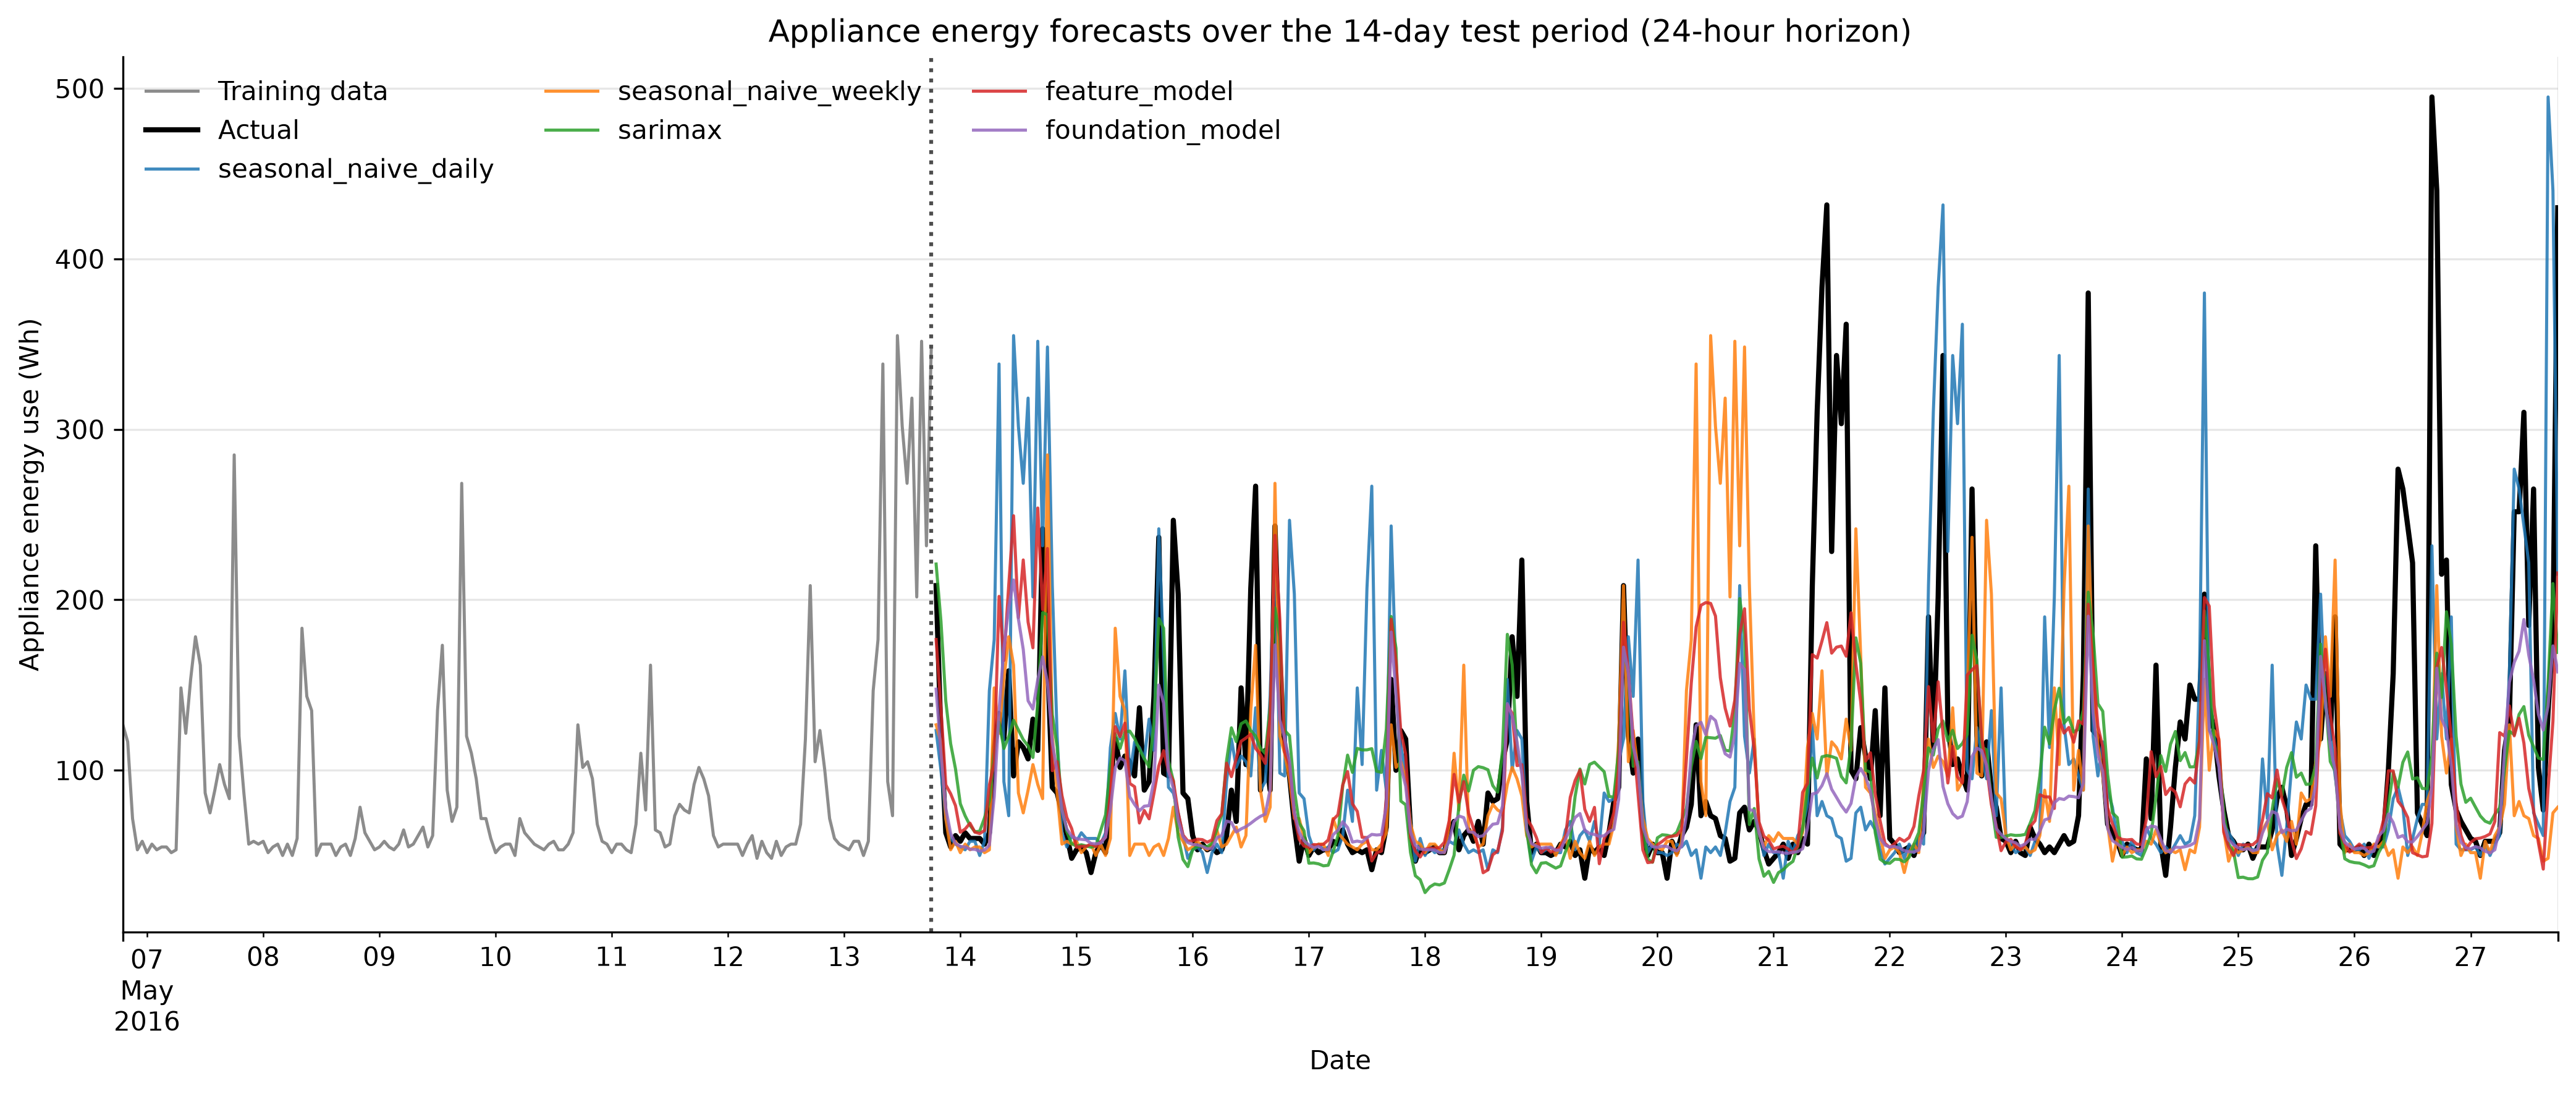 Appliance energy forecasts over the 14-day test period (24-hour horizon)
Training data
Actual
seasonal_naive_daily
seasonal_naive_weekly
sarimax
feature_model
foundation_model
Appliance energy use (Wh)
500
400
300
200
100
07 08 09 10 11 12 13 14 15 16 17 18 19 20 21 22 23 24 25 26 27
May
2016
Date